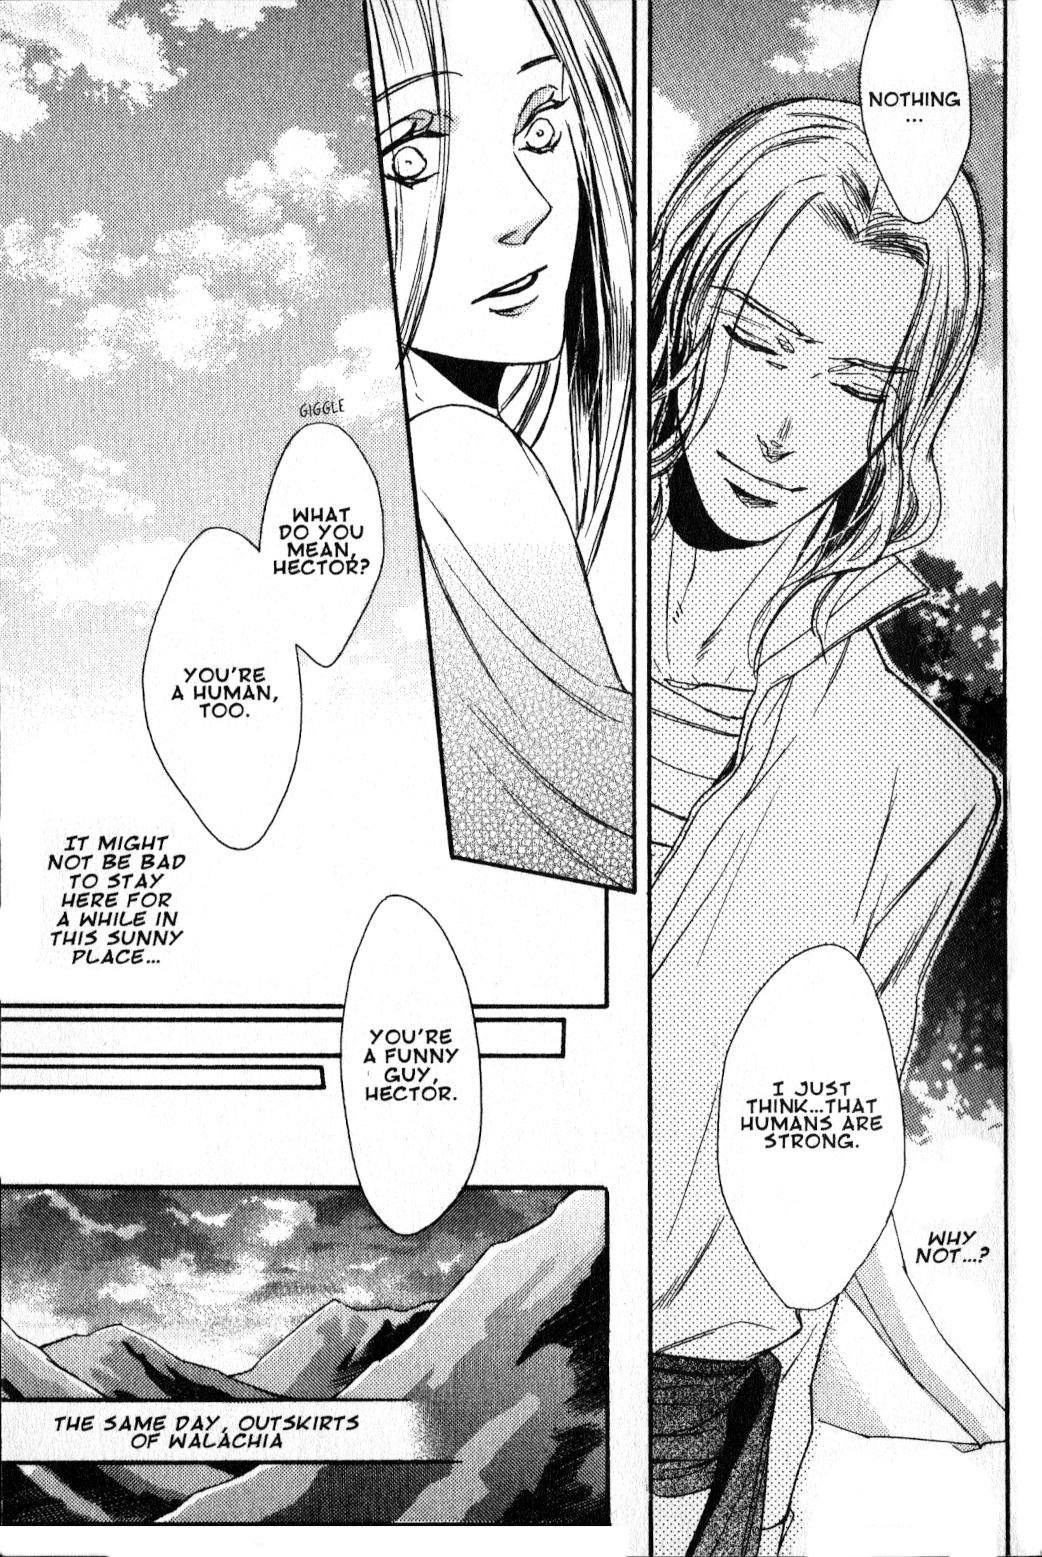 NOTHING
...
I JUST
THINK...THAT
HUMANS ARE
STRONG.
WHY
NOT...?
GIGGLE
WHAT
DO YOU
MEAN,
HECTOR?
YOU'RE
A HUMAN,
TOO.
IT MIGHT
NOT BE BAD
TO STAY
HERE FOR
A WHILE IN
THIS SUNNY
PLACE...
YOU'RE
A FUNNY
GUY,
HECTOR.
THE SAME DAY, OUTSKIRTS
OF WALACHIA